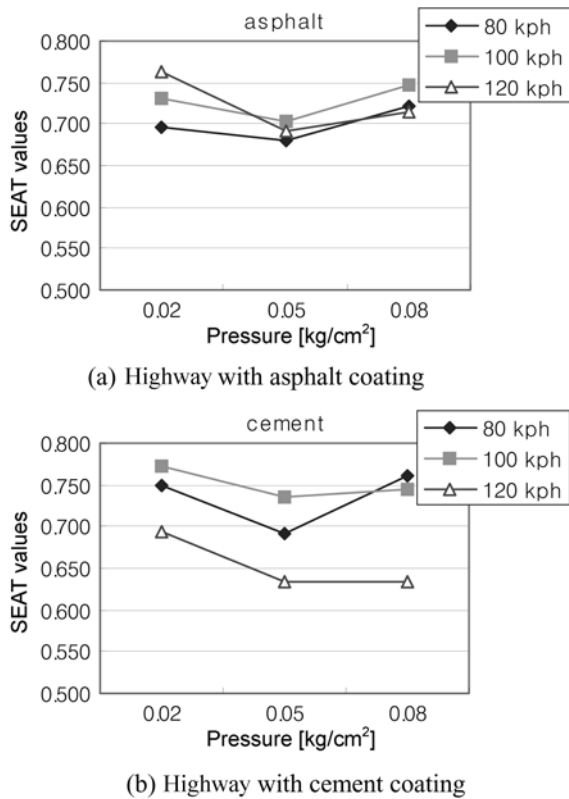 asphalt
80 kph
100 kph
120 kph
0.800
0.750
0.700
0.650
0.600
0.550
0.500
SEAT values
0.02 0.05 0.08
Pressure [kg/cm²]
(a) Highway with asphalt coating
cement
80 kph
100 kph
120 kph
0.800
0.750
0.700
0.650
0.600
0.550
0.500
SEAT values
0.02 0.05 0.08
Pressure [kg/cm²]
(b) Highway with cement coating